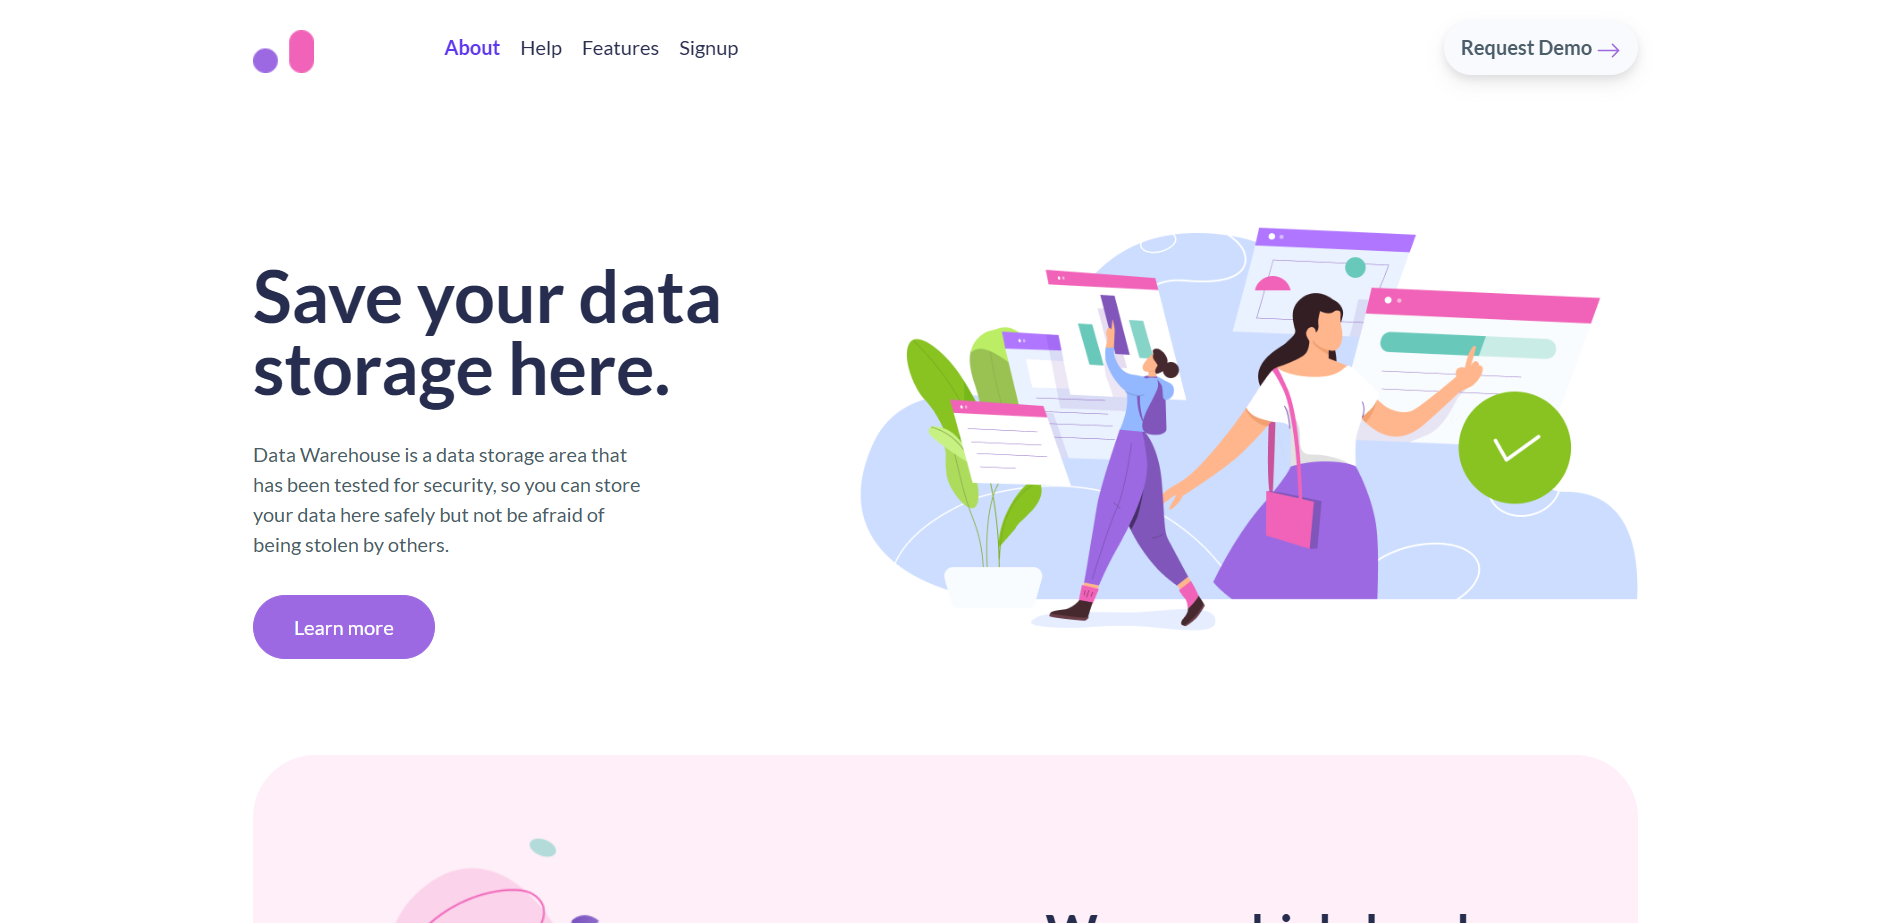 About Help Features Signup Request Demo
Save your data
storage here.
Data Warehouse is a data storage area that
has been tested for security, so you can store
your data here safely but not be afraid of
being stolen by others.
Learn more